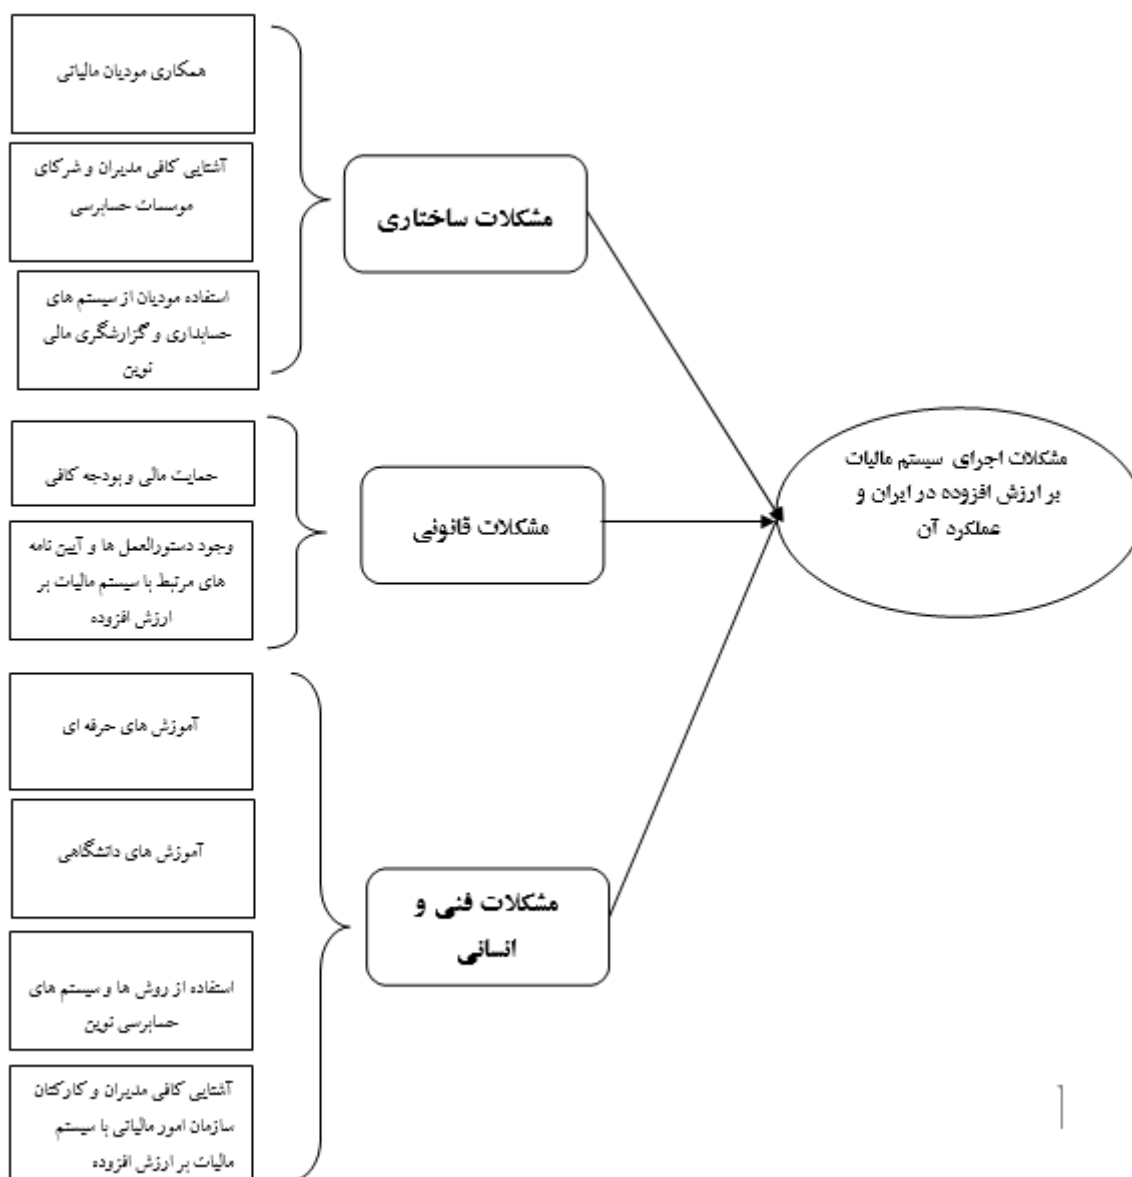 همکاری مودیان مالیاتی
آشنایی کافی مدیران و شرکای
موسسات حسابرسی
استفاده مودیان از سیستم های
حسابداری و گزارشگری مالی
نوین
مشکلات ساختاری
حمایت مالی و بودجه کافی
وجود دستورالعمل ها و آیین نامه
های مرتبط با سیستم مالیات بر
ارزش افزوده
مشکلات قانونی
مشکلات اجرای سیستم مالیات
بر ارزش افزوده در ایران و
عملکرد آن
آموزش های حرفه ای
آموزش های دانشگاهی
استفاده از روش ها و سیستم های
حسابرسی نوین
آشنایی کافی مدیران و کارکنان
سازمان امور مالیاتی با سیستم
مالیات بر ارزش افزوده
مشکلات فنی و
انسانی